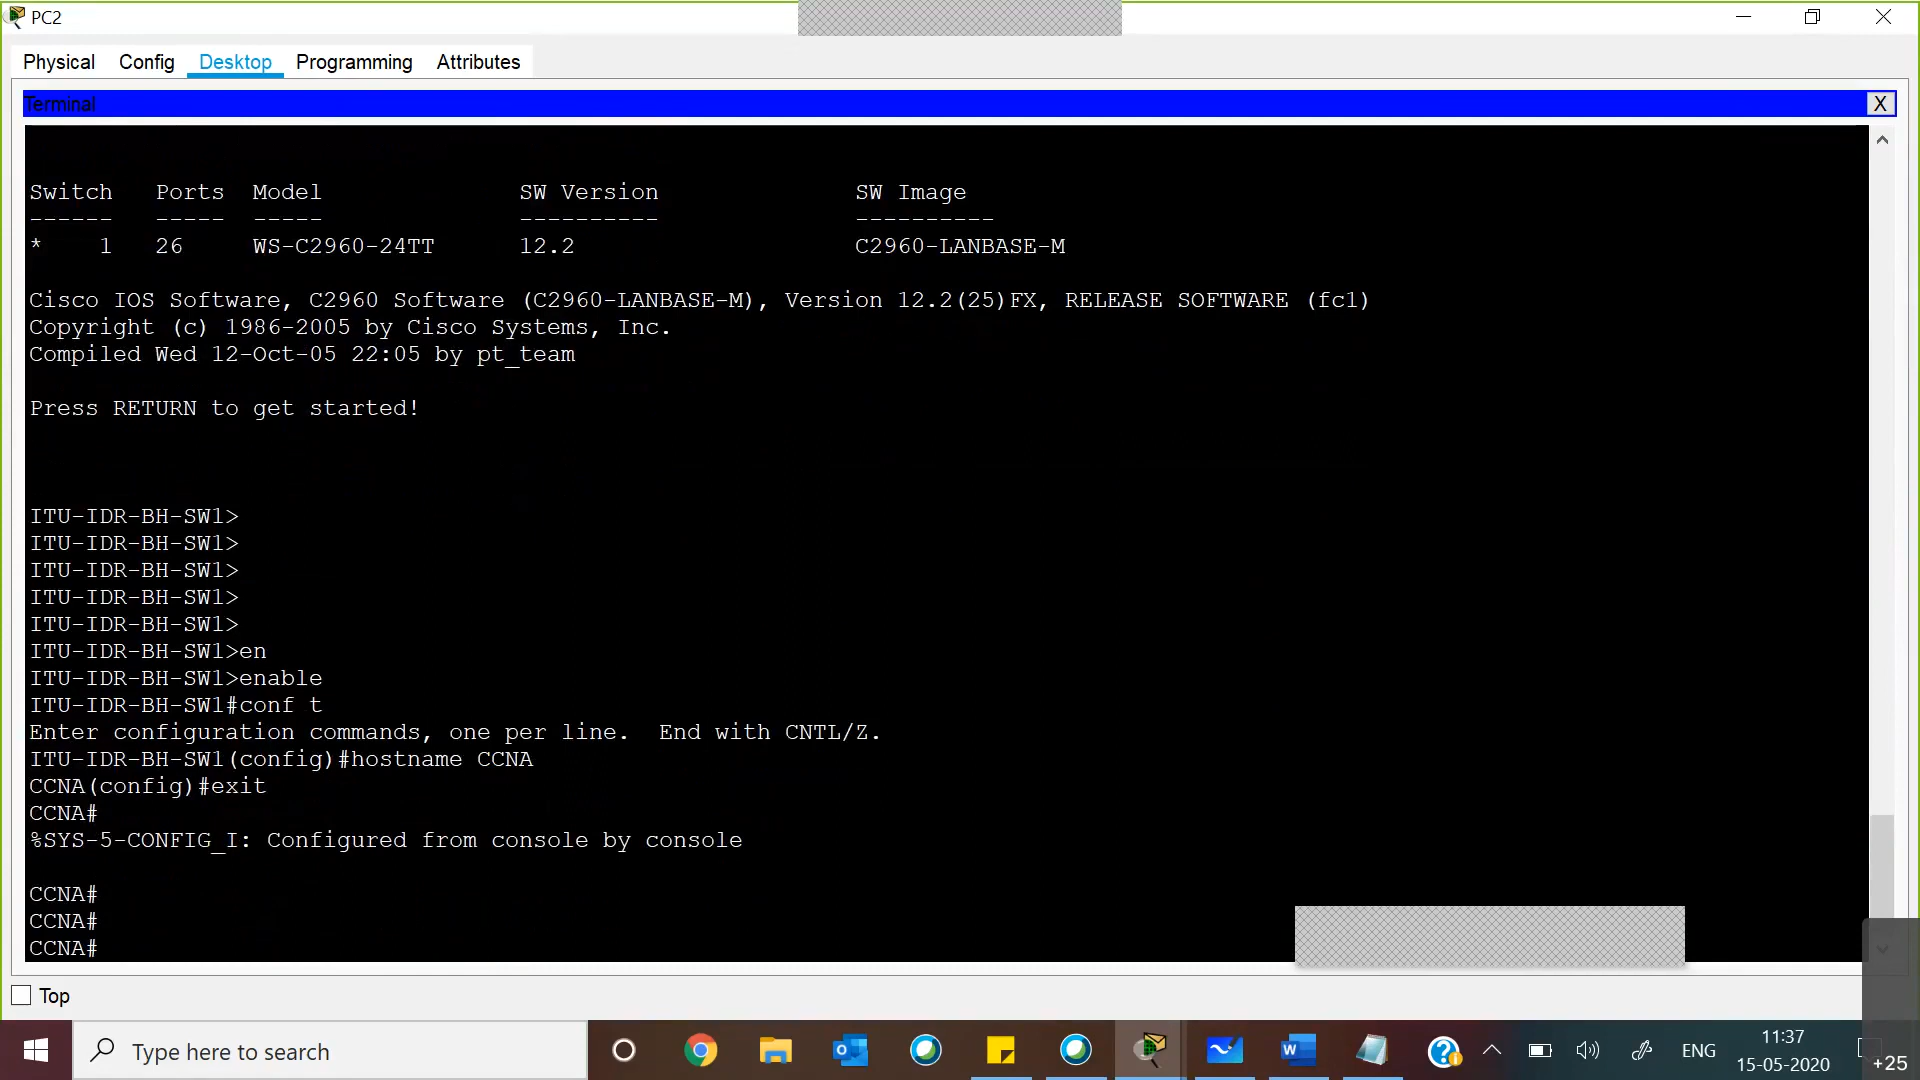 PC2
Physical Config Desktop Programming Attributes
Terminal X
Switch Ports Model SW Version SW Image
------ ----- ----- ---------- ----------
* 1 26 WS-C2960-24TT 12.2 C2960-LANBASE-M
Cisco IOS Software, C2960 Software (C2960-LANBASE-M), Version 12.2(25)FX, RELEASE SOFTWARE (fc1)
Copyright (c) 1986-2005 by Cisco Systems, Inc.
Compiled Wed 12-Oct-05 22:05 by pt_team
Press RETURN to get started!
ITU-IDR-BH-SW1>
ITU-IDR-BH-SW1>
ITU-IDR-BH-SW1>
ITU-IDR-BH-SW1>
ITU-IDR-BH-SW1>
ITU-IDR-BH-SW1>en
ITU-IDR-BH-SW1>enable
ITU-IDR-BH-SW1#conf t
Enter configuration commands, one per line. End with CNTL/Z.
ITU-IDR-BH-SW1(config)#hostname CCNA
CCNA(config)#exit
CCNA#
%SYS-5-CONFIG_I: Configured from console by console
CCNA#
CCNA#
CCNA#
Top
Type here to search
ENG
11:37
15-05-2020
+25